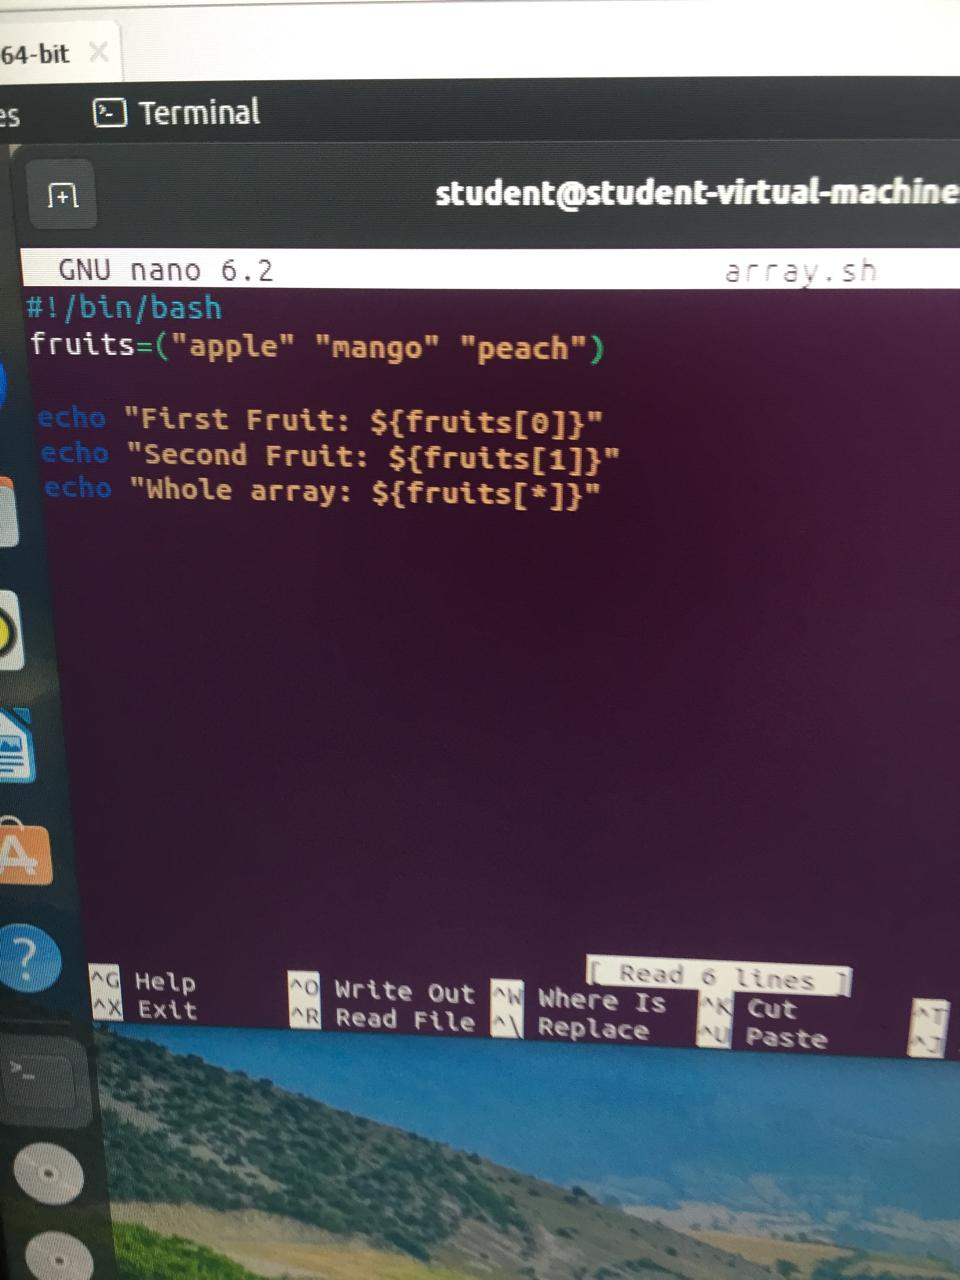 64-bit ×
es Terminal
student@student-virtual-machine
GNU nano 6.2 array.sh
#!/bin/bash
fruits=("apple" "mango" "peach")
echo "First Fruit: ${fruits[0]}"
echo "Second Fruit: ${fruits[1]}"
echo "Whole array: ${fruits[*]}"
[ Read 6 lines ]
^G Help ^O Write Out ^W Where Is ^K Cut ^T
^X Exit ^R Read File ^\ Replace ^U Paste ^J